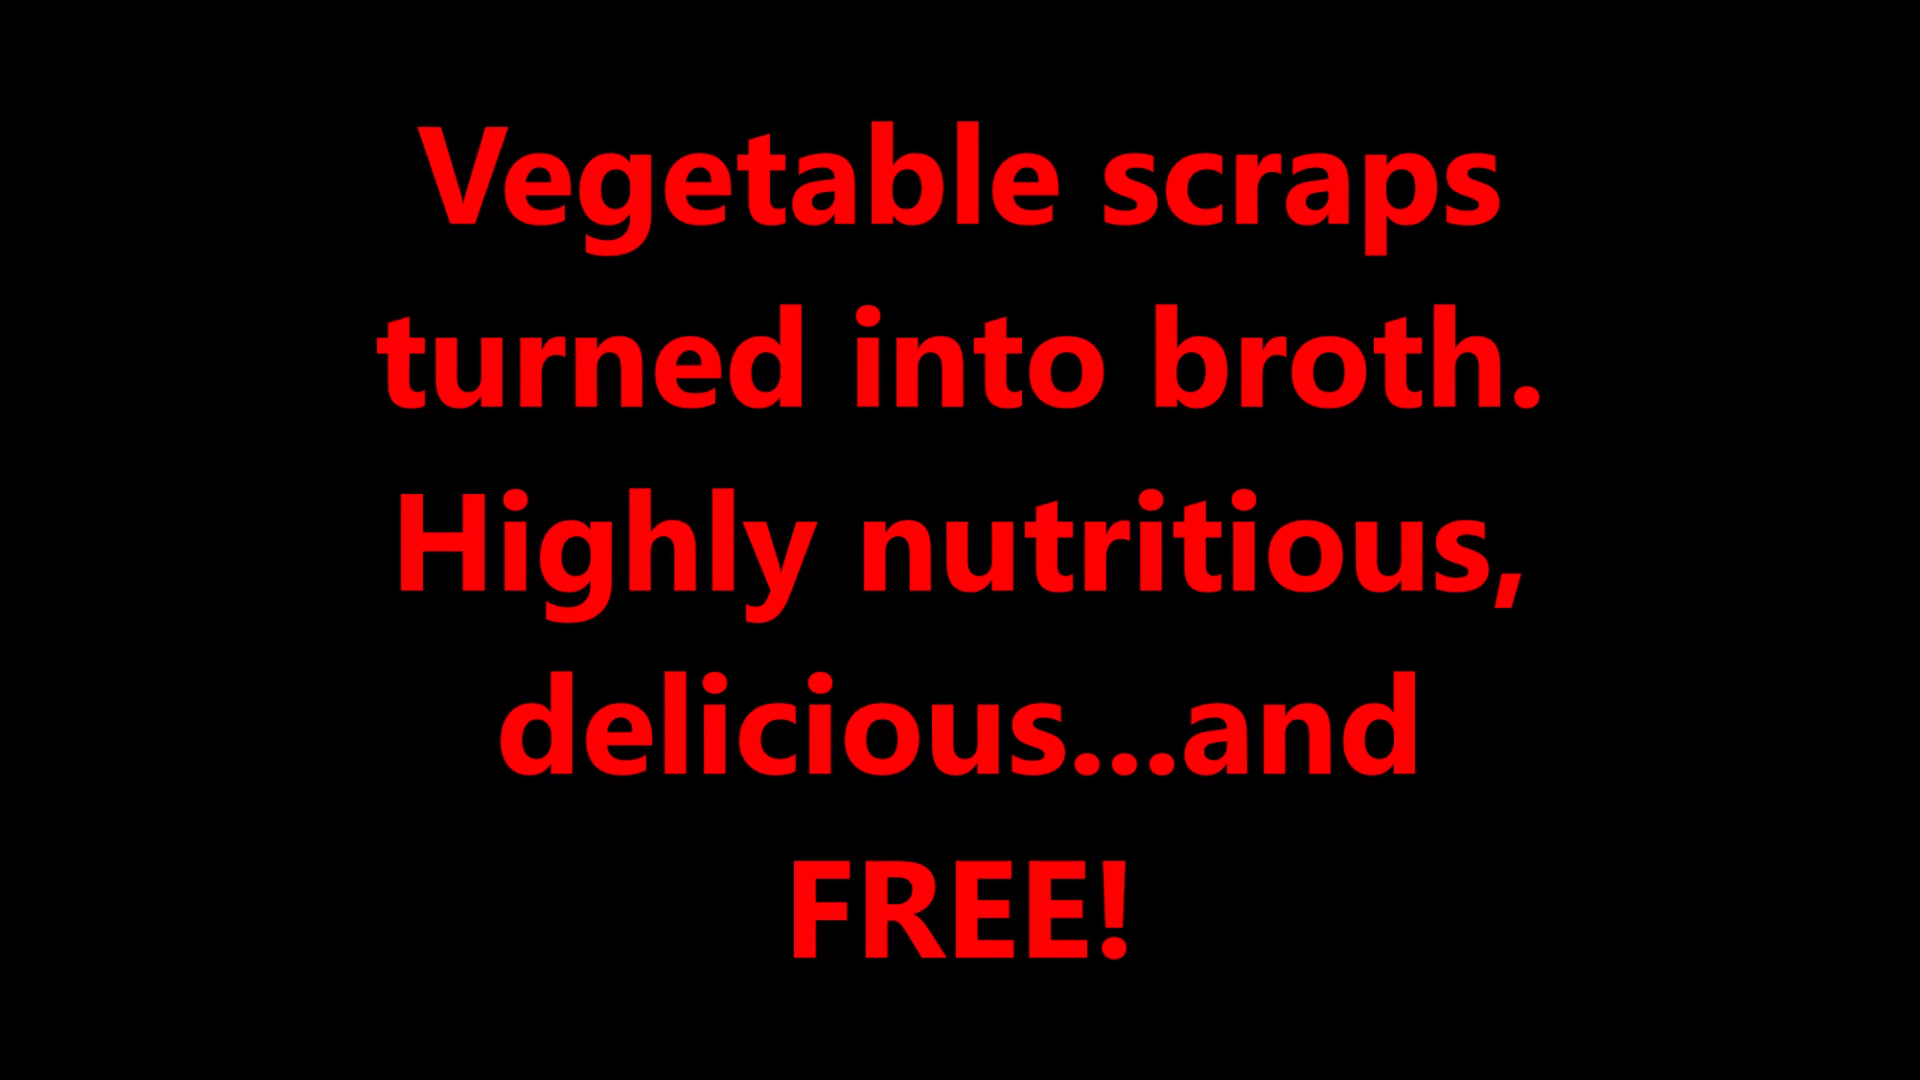 Vegetable scraps
turned into broth.
Highly nutritious,
delicious...and
FREE!